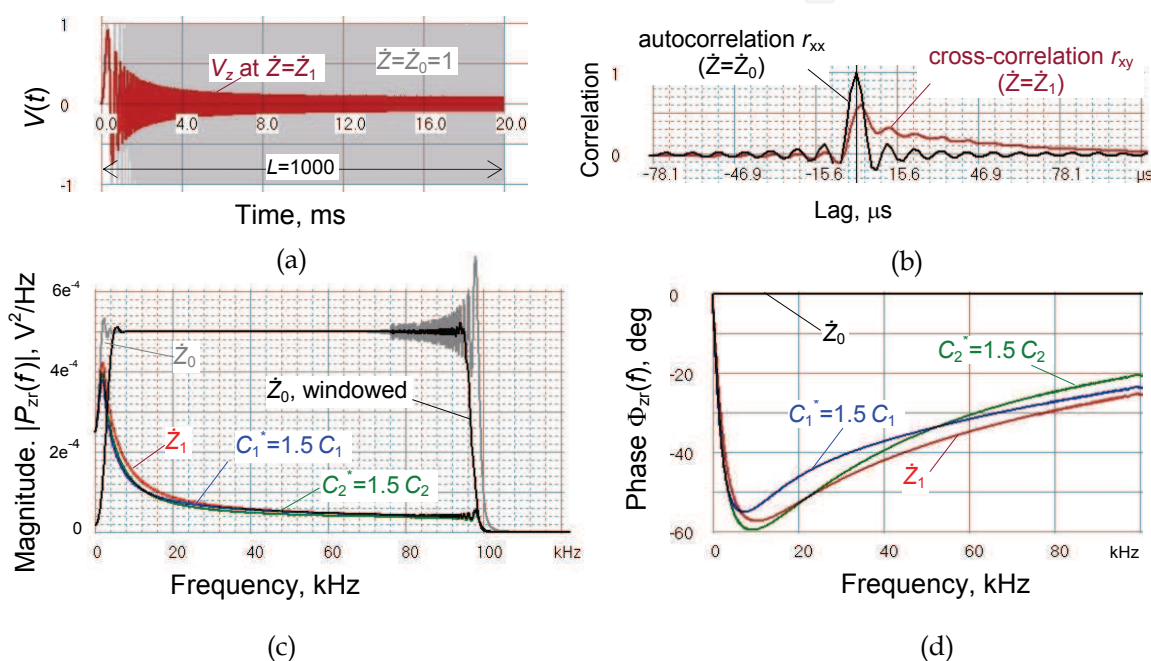 1
0
-1
V(t)
V_z at Ż=Ż₁
Ż=Ż₀=1
0.0 4.0 8.0 12.0 16.0 20.0
L=1000
Time, ms
(a)
autocorrelation r_xx
(Ż=Ż₀)
cross-correlation r_xy
(Ż=Ż₁)
Correlation
1
0
-78.1 -46.9 -15.6 15.6 46.9 78.1 µs
Lag, µs
(b)
Magnitude. |P_zr(f)|, V²/Hz
6e⁻⁴
4e⁻⁴
2e⁻⁴
0
Ż₀
Ż₀, windowed
Ż₁
C₁*=1.5 C₁
C₂*=1.5 C₂
0 20 40 60 80 100 kHz
Frequency, kHz
(c)
Phase Φ_zr(f), deg
0
-20
-40
-60
Ż₀
C₂*=1.5 C₂
C₁*=1.5 C₁
Ż₁
0 20 40 60 80 kHz
Frequency, kHz
(d)